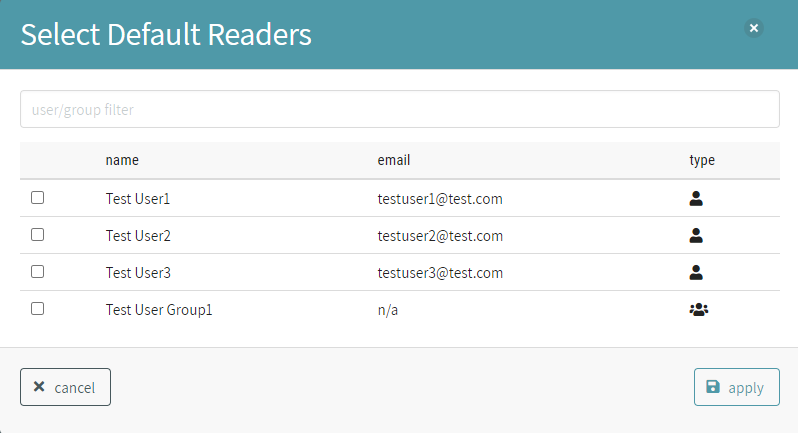 Select Default Readers
user/group filter
name email type
Test User1 testuser1@test.com
Test User2 testuser2@test.com
Test User3 testuser3@test.com
Test User Group1 n/a
cancel apply